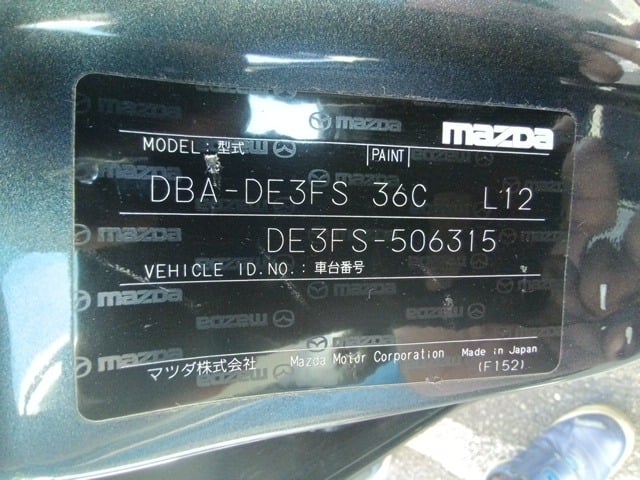 mazda
MODEL:型式 PAINT
DBA-DE3FS 36C L12
DE3FS-506315
VEHICLE ID.NO.:車台番号
マツダ株式会社 Mazda Motor Corporation Made in Japan
(F152)